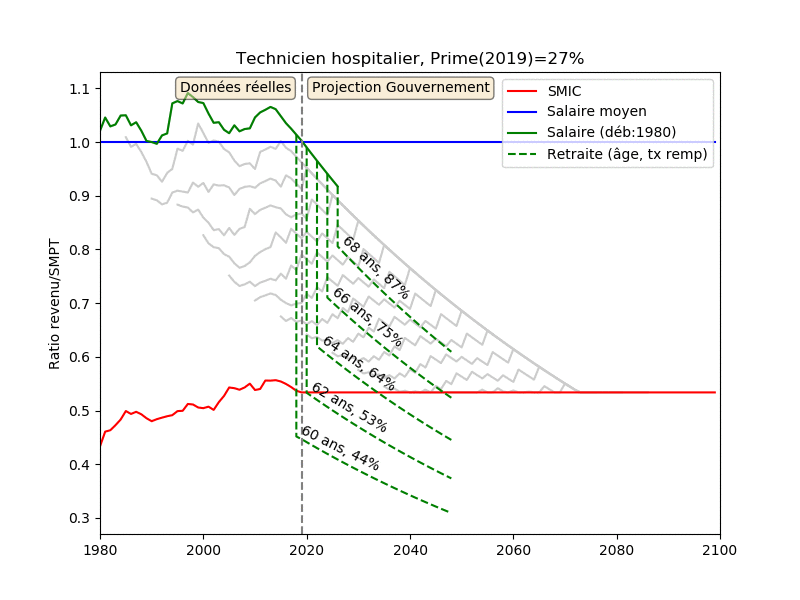 Technicien hospitalier, Prime(2019)=27%
Données réelles
Projection Gouvernement
SMIC
Salaire moyen
Salaire (déb:1980)
Retraite (âge, tx remp)
Ratio revenu/SMPT
1.1
1.0
0.9
0.8
0.7
0.6
0.5
0.4
0.3
68 ans, 87%
66 ans, 75%
64 ans, 64%
62 ans, 53%
60 ans, 44%
1980
2000
2020
2040
2060
2080
2100